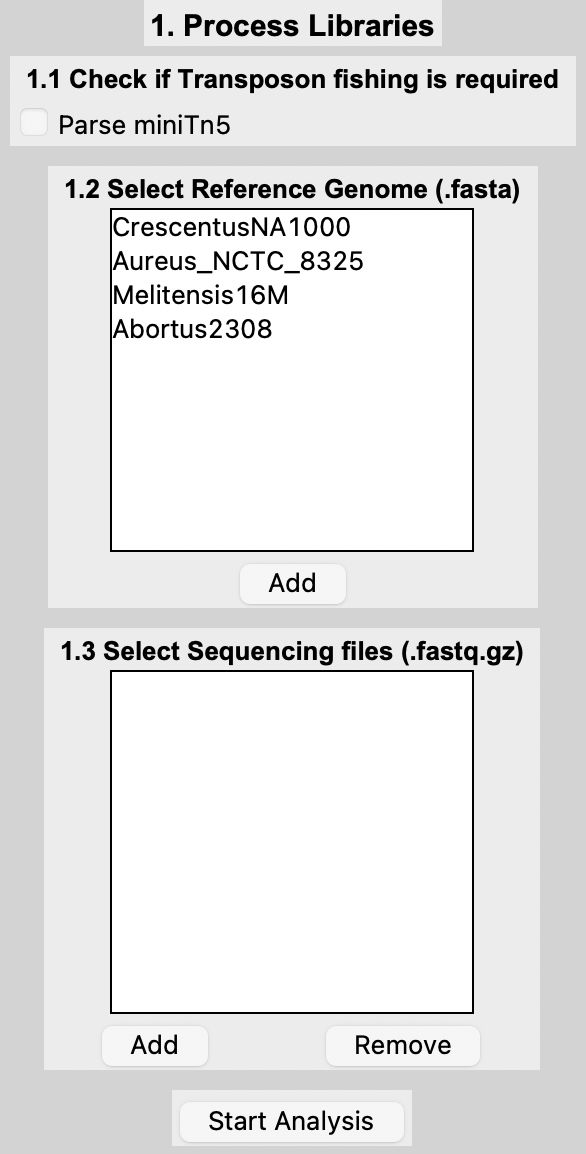 1. Process Libraries
1.1 Check if Transposon fishing is required
Parse miniTn5
1.2 Select Reference Genome (.fasta)
CrescentusNA1000
Aureus_NCTC_8325
Melitensis16M
Abortus2308
Add
1.3 Select Sequencing files (.fastq.gz)
Add Remove
Start Analysis